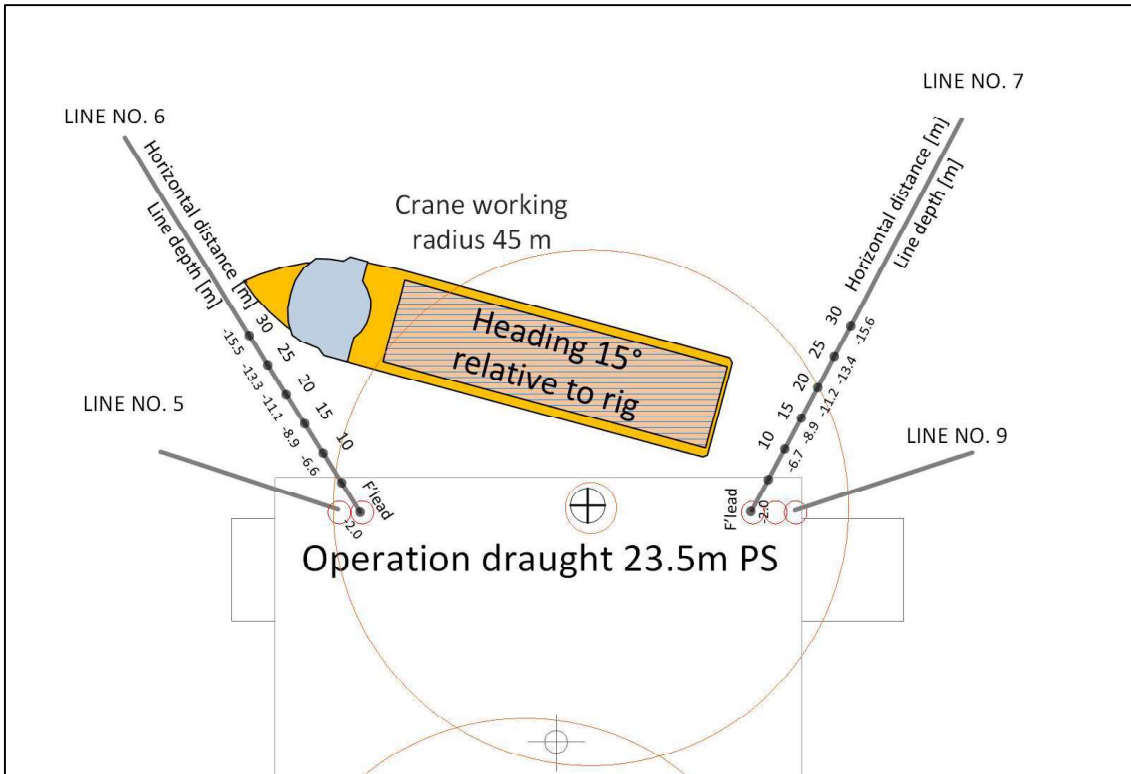 LINE NO. 7
LINE NO. 6
Horizontal distance [m]
Line depth [m]
Horizontal distance [m]
Line depth [m]
Crane working
radius 45 m
Heading 15°
relative to rig
30
25
20
15
10
-15.5
-13.3
-11.1
-8.9
-6.6
F'lead
-2.0
30
25
20
15
10
-15.6
-13.4
-11.2
-8.9
-6.7
F'lead
-2.0
LINE NO. 5
LINE NO. 9
Operation draught 23.5m PS